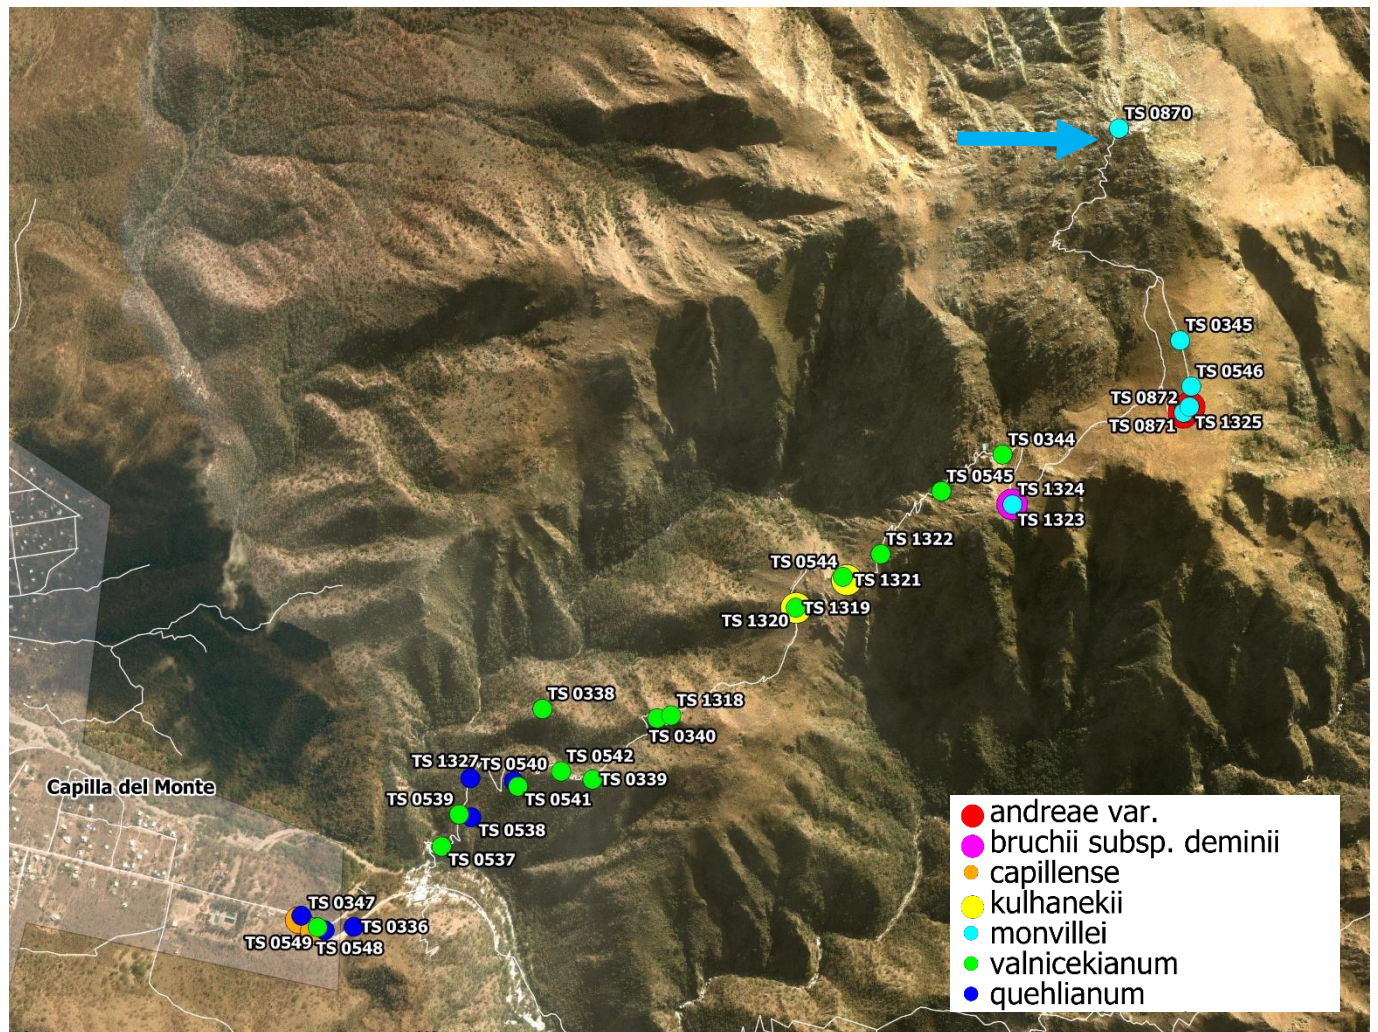 TS 0870
TS 0345
TS 0546
TS 0872
TS 0871
TS 1325
TS 0344
TS 0545
TS 1324
TS 1323
TS 1322
TS 0544
TS 1321
TS 1320
TS 1319
TS 0338
TS 1318
TS 0340
TS 1327
TS 0540
TS 0542
TS 0339
TS 0541
Capilla del Monte
TS 0539
TS 0538
TS 0537
TS 0347
TS 0336
TS 0549
TS 0548
andreae var.
bruchii subsp. deminii
capillense
kulhanekii
monvillei
valnicekianum
quehlianum